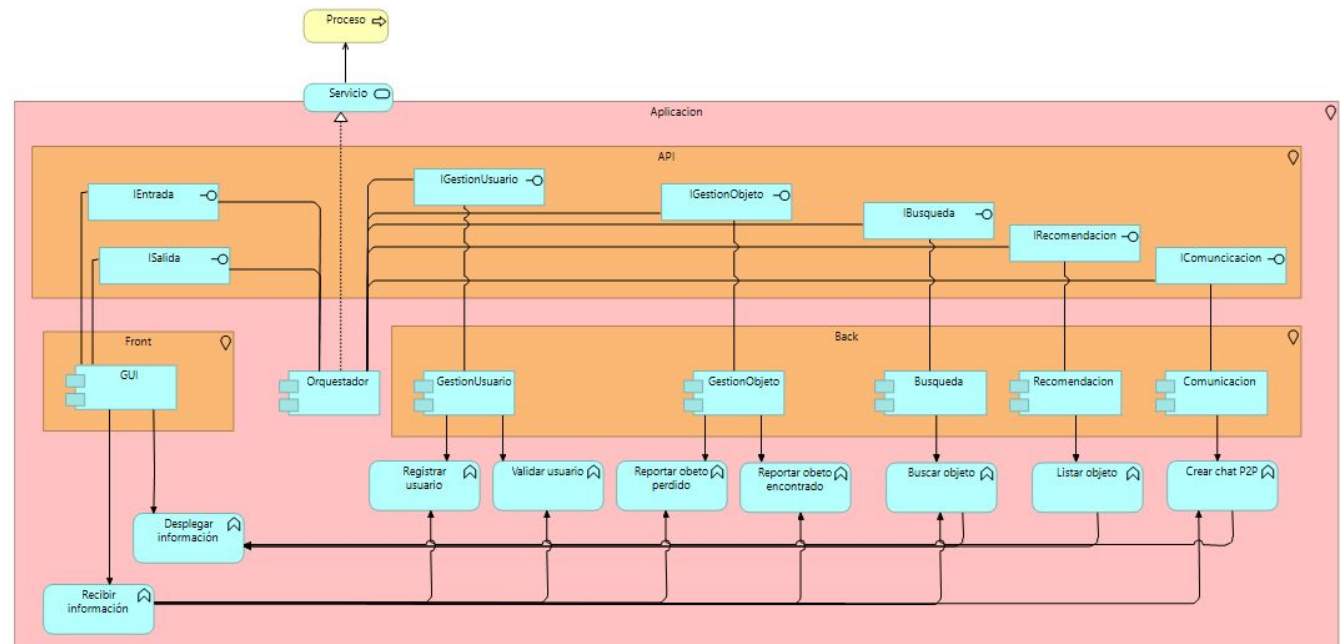 Proceso
Servicio
Aplicacion
API
IEntrada
IGestionUsuario
IGestionObjeto
IBusqueda
IRecomendacion
ISalida
IComuncicacion
Front
Back
GUI
Orquestador
GestionUsuario
GestionObjeto
Busqueda
Recomendacion
Comunicacion
Registrar
usuario
Validar usuario
Reportar obeto
perdido
Reportar obeto
encontrado
Buscar objeto
Listar objeto
Crear chat P2P
Desplegar
información
Recibir
información